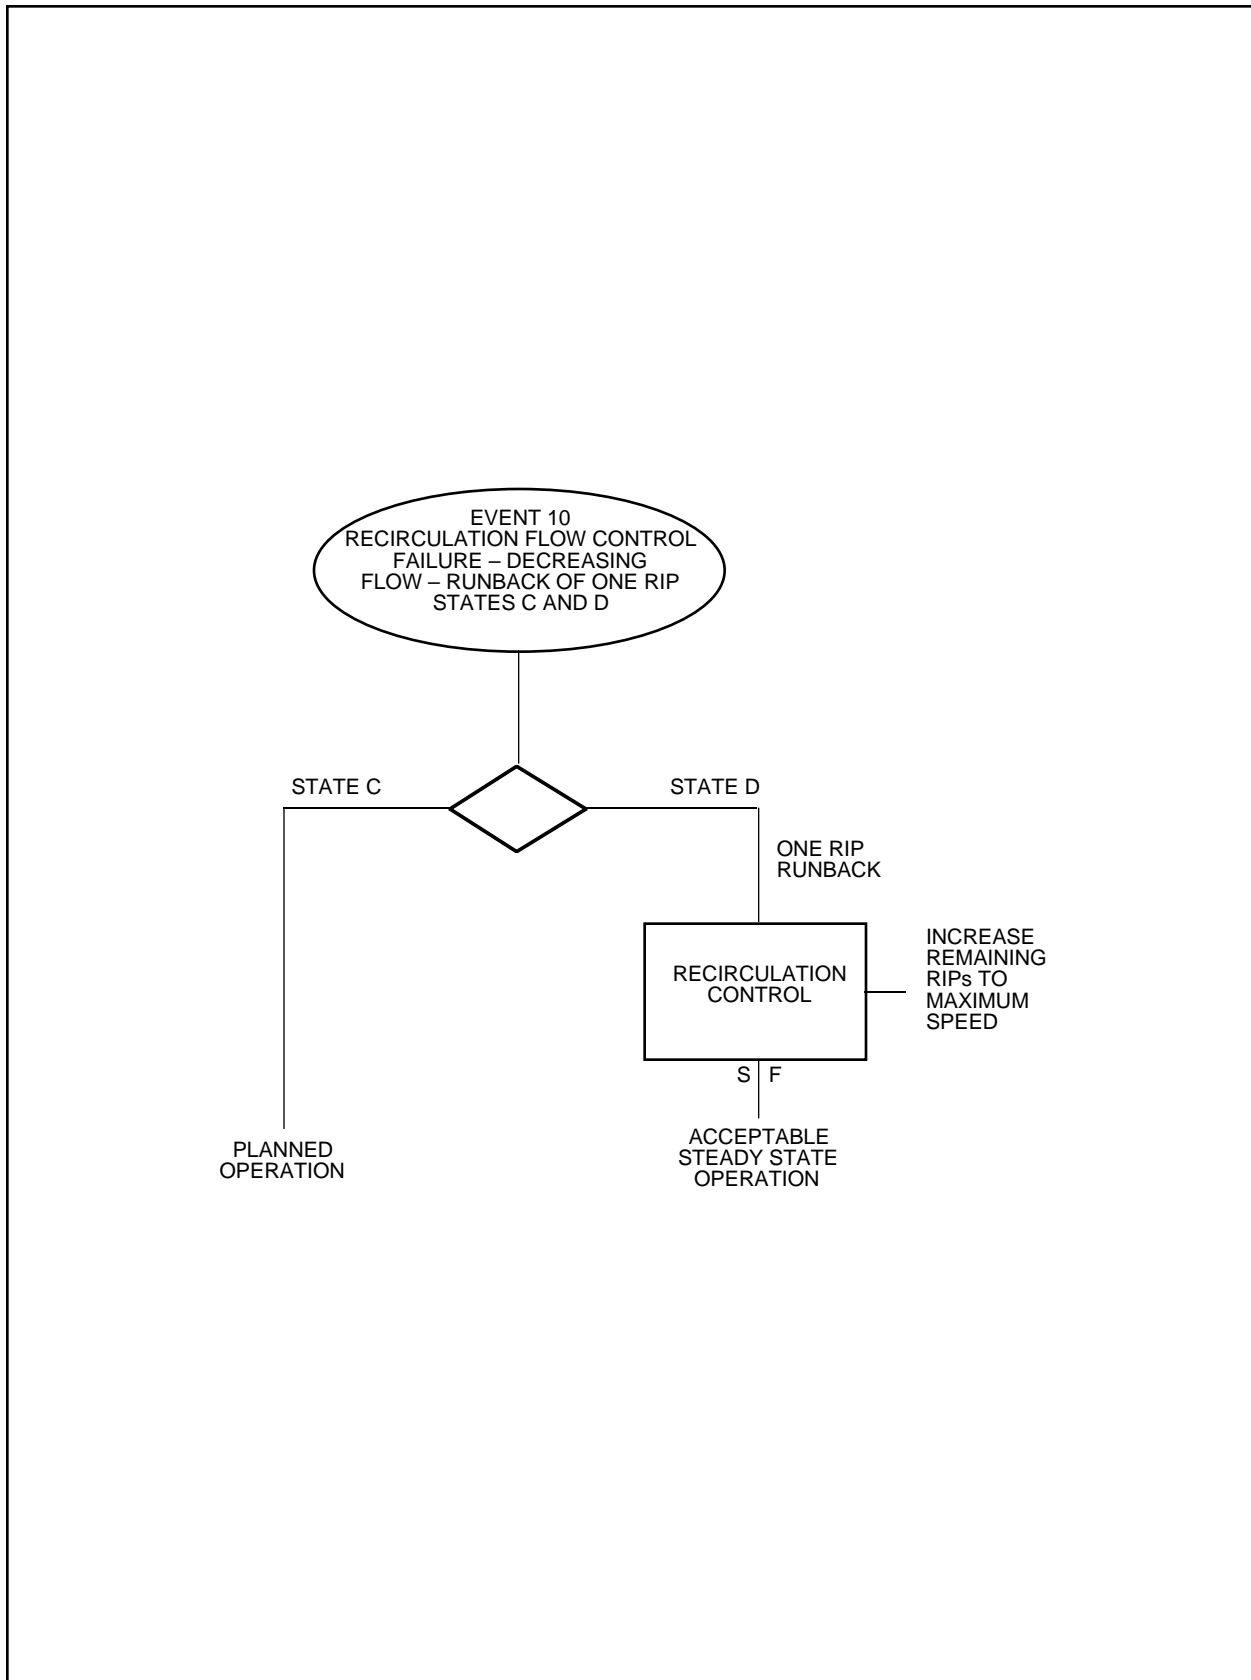 EVENT 10
RECIRCULATION FLOW CONTROL
FAILURE – DECREASING
FLOW – RUNBACK OF ONE RIP
STATES C AND D
STATE C
STATE D
ONE RIP
RUNBACK
RECIRCULATION
CONTROL
INCREASE
REMAINING
RIPs TO
MAXIMUM
SPEED
S F
PLANNED
OPERATION
ACCEPTABLE
STEADY STATE
OPERATION